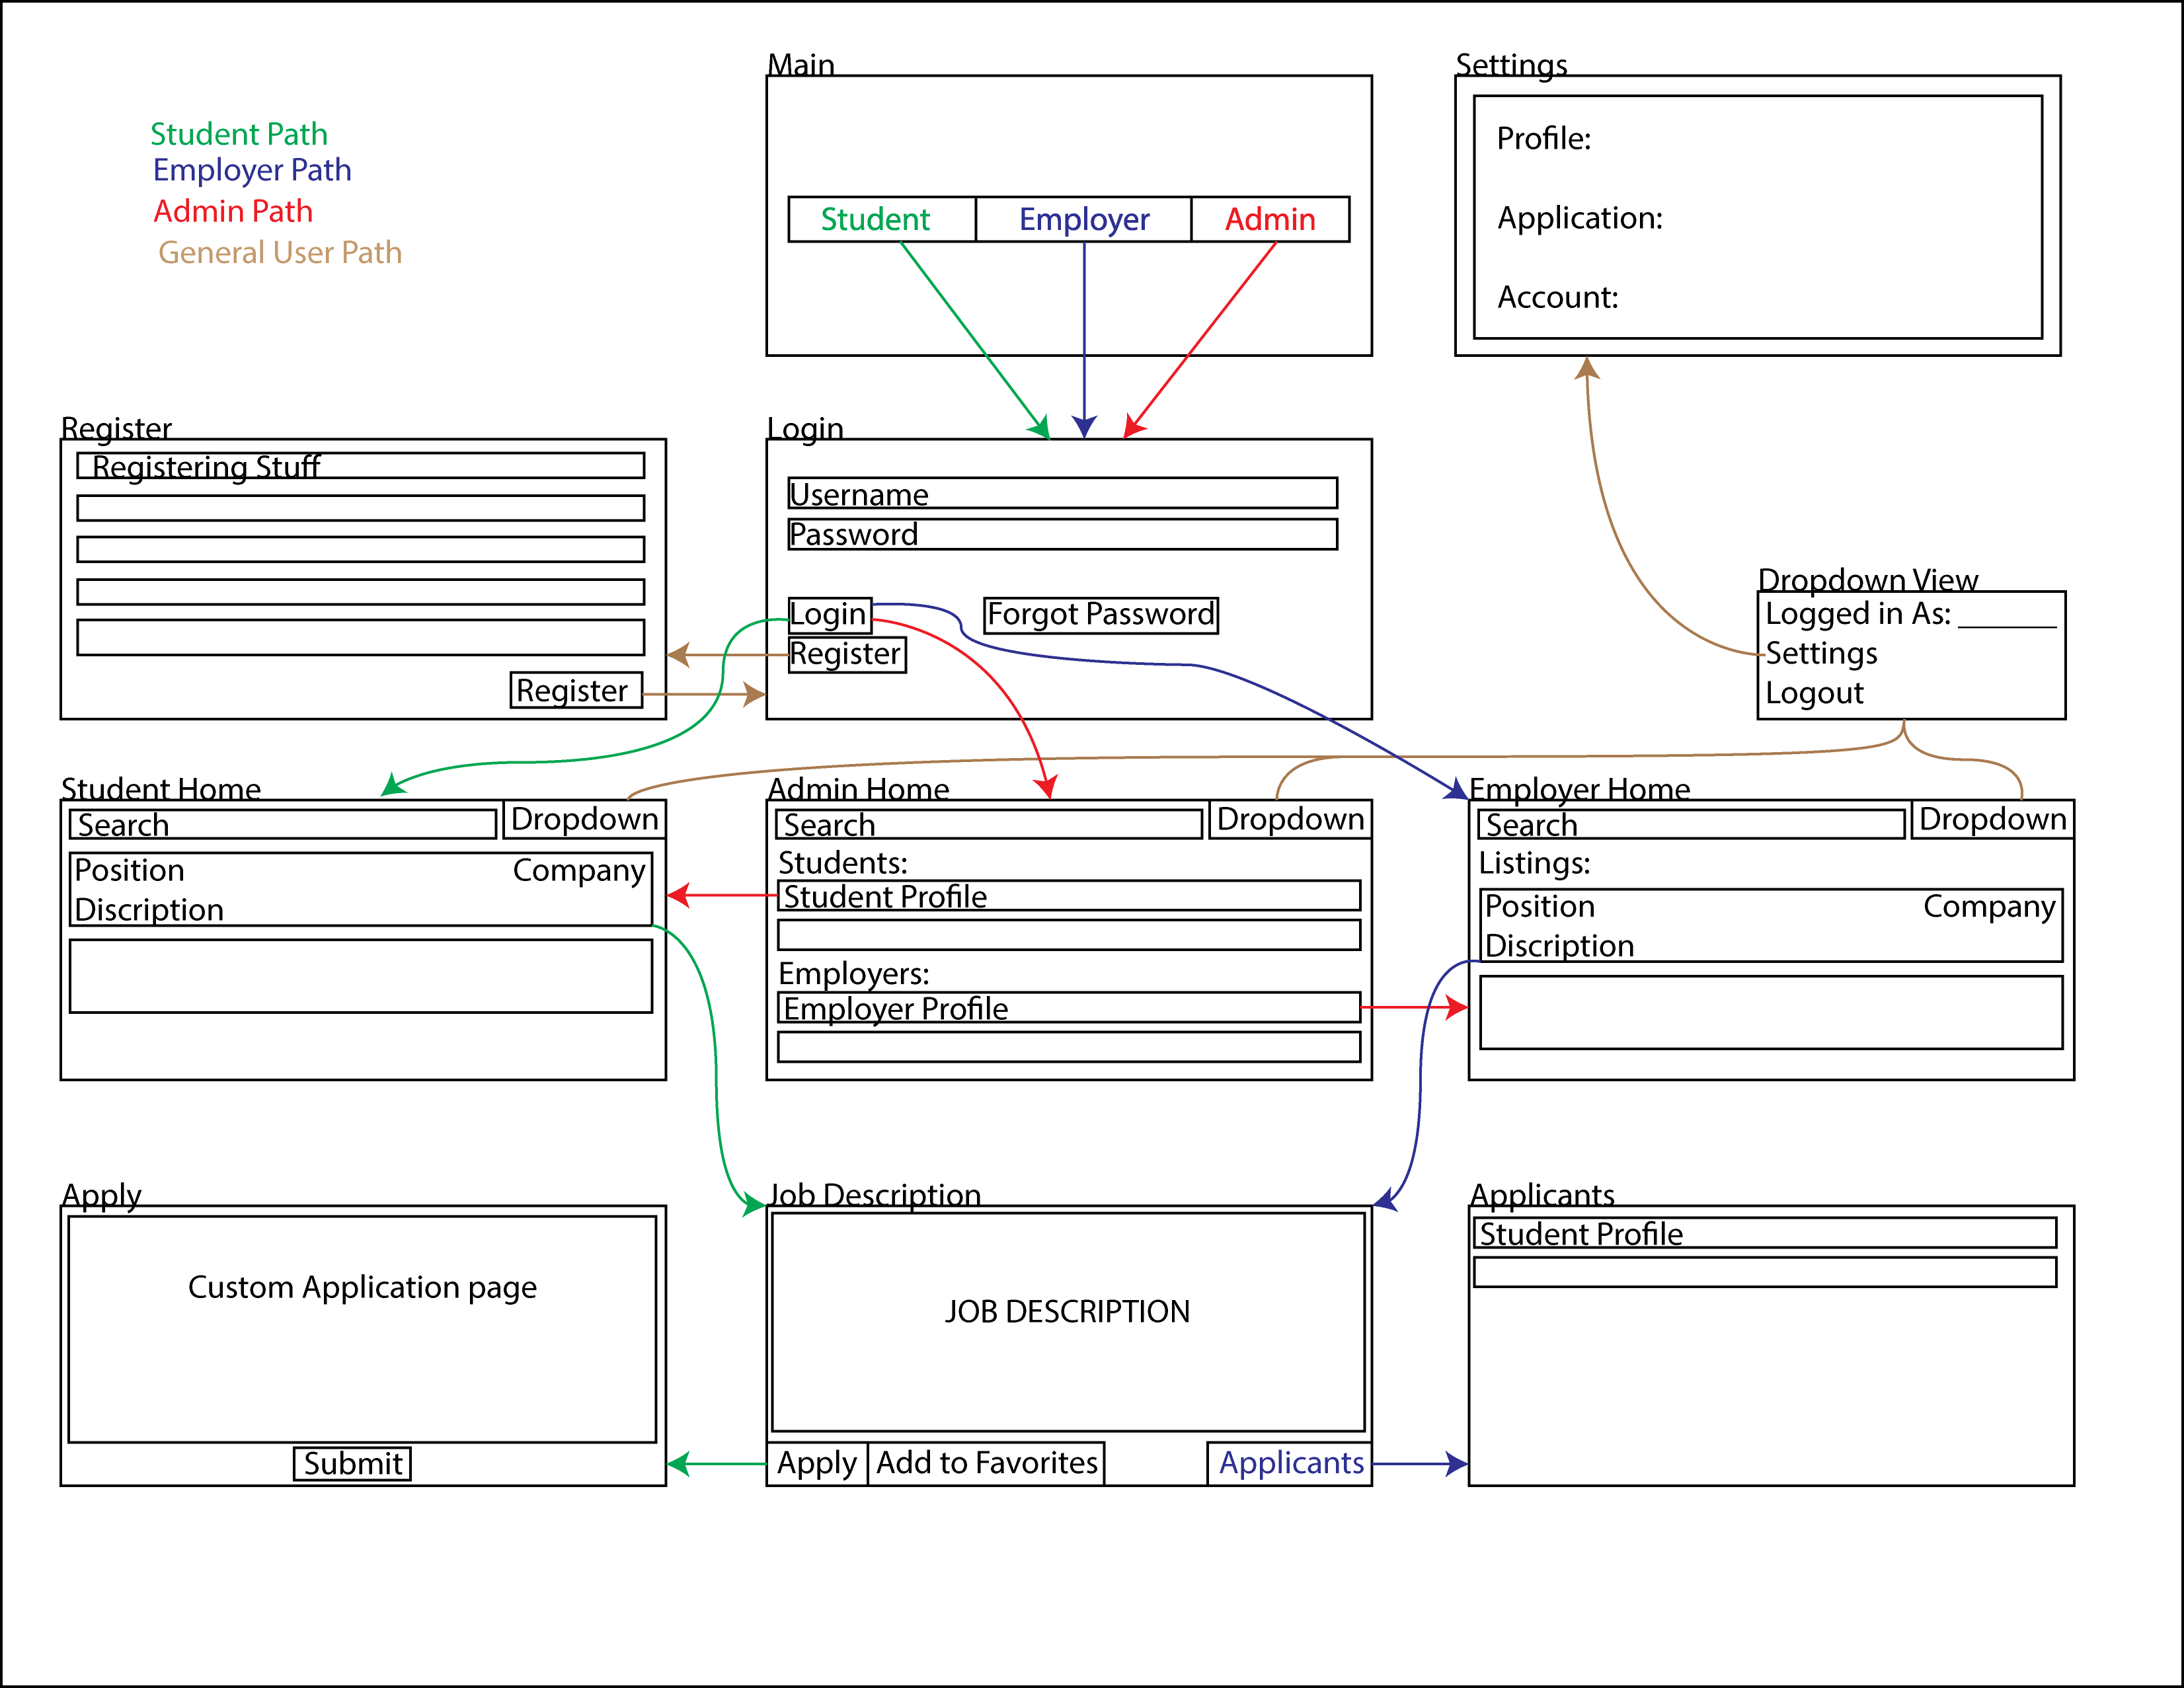 Main
Settings
Student Path
Employer Path
Admin Path
General User Path
Student Employer Admin
Profile:
Application:
Account:
Register
Registering Stuff
Register
Login
Username
Password
Login
Forgot Password
Register
Dropdown View
Logged in As: _______
Settings
Logout
Student Home
Search
Dropdown
Position Company
Discription
Admin Home
Search
Dropdown
Students:
Student Profile
Employers:
Employer Profile
Employer Home
Search
Dropdown
Listings:
Position Company
Discription
Apply
Custom Application page
Submit
Job Description
JOB DESCRIPTION
Apply Add to Favorites Applicants
Applicants
Student Profile